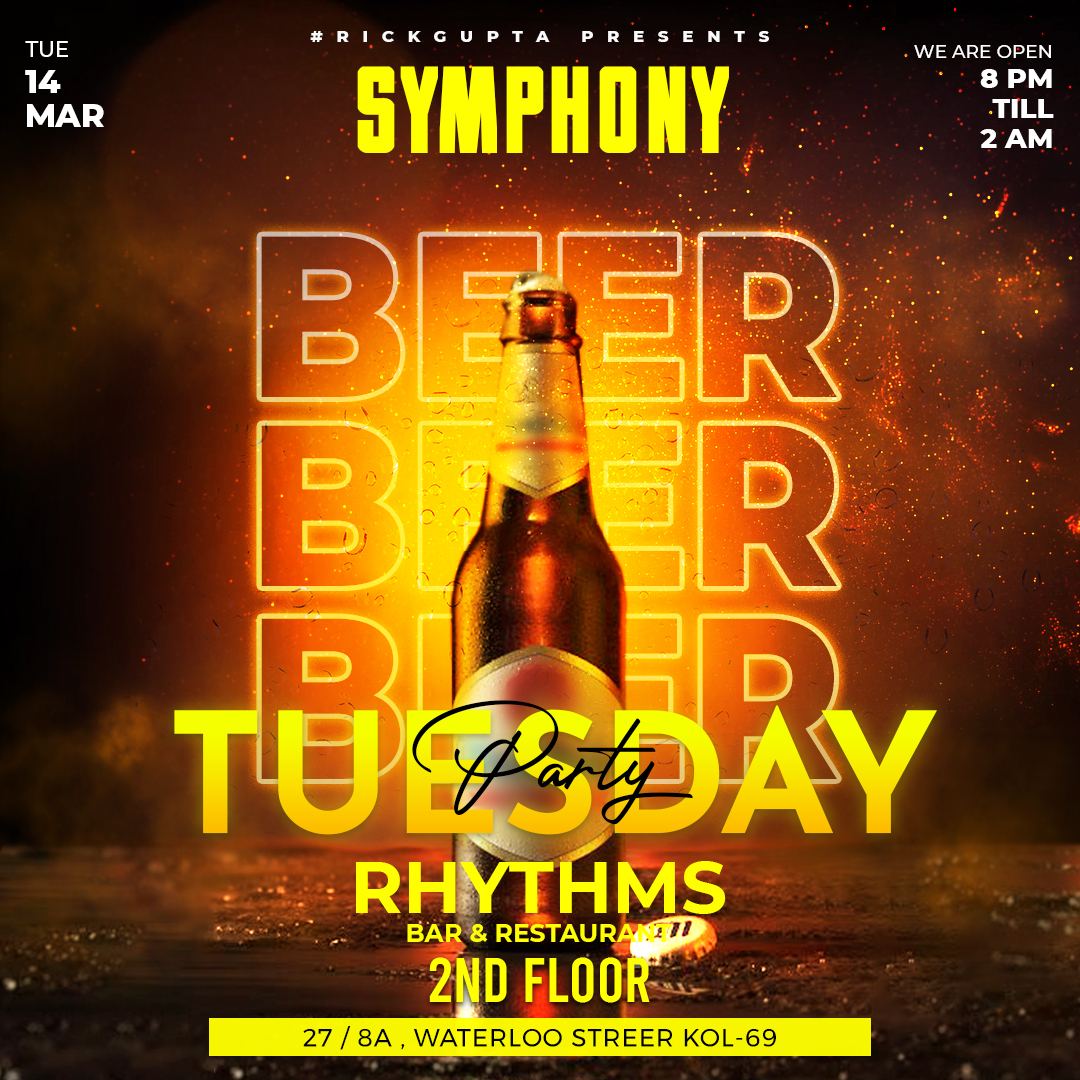 TUE
14
MAR
#RICKGUPTA PRESENTS
SYMPHONY
WE ARE OPEN
8 PM
TILL
2 AM
BEER
BEER
BEER
TUESDAY
Party
RHYTHMS
BAR & RESTAURANT
2ND FLOOR
27 / 8A , WATERLOO STREER KOL-69